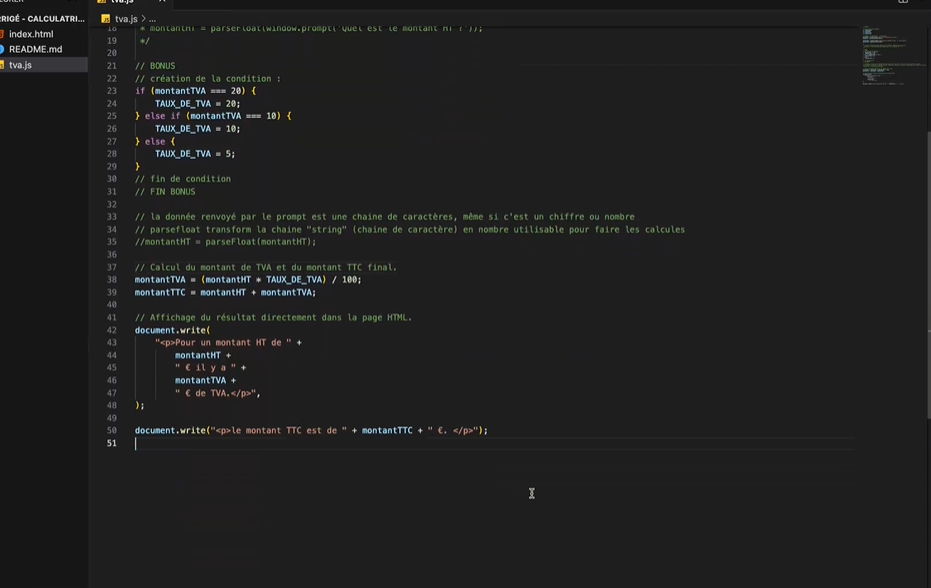 RIGÉ - CALCULATRI...
index.html
README.md
tva.js
tva.js
tva.js > ...
18 * montantHT = parseFloat(window.prompt("Quel est le montant HT ?"));
19 */
20
21 // BONUS
22 // création de la condition :
23 if (montantTVA === 20) {
24 TAUX_DE_TVA = 20;
25 } else if (montantTVA === 10) {
26 TAUX_DE_TVA = 10;
27 } else {
28 TAUX_DE_TVA = 5;
29 }
30 // fin de condition
31 // FIN BONUS
32
33 // la donnée renvoyé par le prompt est une chaine de caractères, même si c'est un chiffre ou nombre
34 // parsefloat transform la chaine "string" (chaine de caractère) en nombre utilisable pour faire les calcules
35 //montantHT = parseFloat(montantHT);
36
37 // Calcul du montant de TVA et du montant TTC final.
38 montantTVA = (montantHT * TAUX_DE_TVA) / 100;
39 montantTTC = montantHT + montantTVA;
40
41 // Affichage du résultat directement dans la page HTML.
42 document.write(
43 "<p>Pour un montant HT de " +
44 montantHT +
45 " € il y a " +
46 montantTVA +
47 " € de TVA.</p>",
48 );
49
50 document.write("<p>le montant TTC est de " + montantTTC + " €. </p>");
51